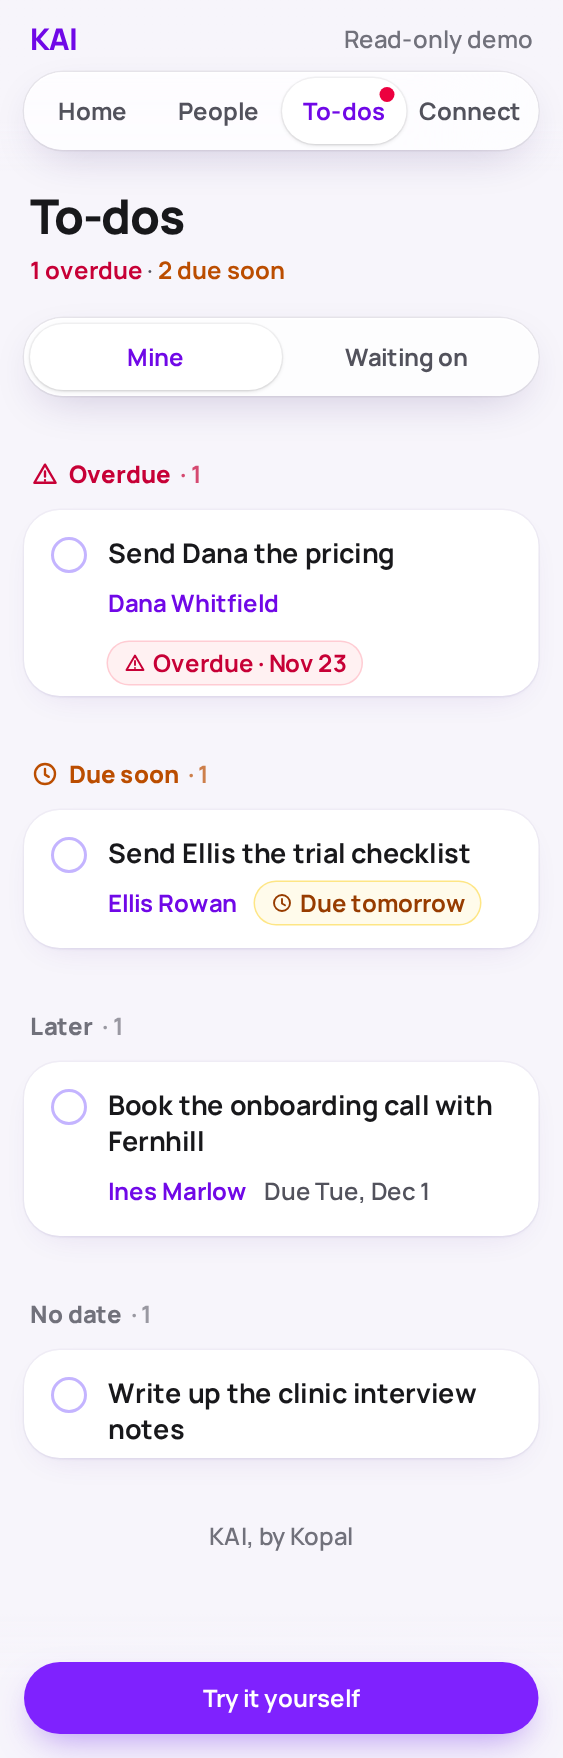 KAI
Read-only demo
Home People To-dos Connect
To-dos
1 overdue · 2 due soon
Mine Waiting on
Overdue · 1
Send Dana the pricing
Dana Whitfield
Overdue · Nov 23
Due soon · 1
Send Ellis the trial checklist
Ellis Rowan Due tomorrow
Later · 1
Book the onboarding call with
Fernhill
Ines Marlow Due Tue, Dec 1
No date · 1
Write up the clinic interview
notes
KAI, by Kopal
Try it yourself